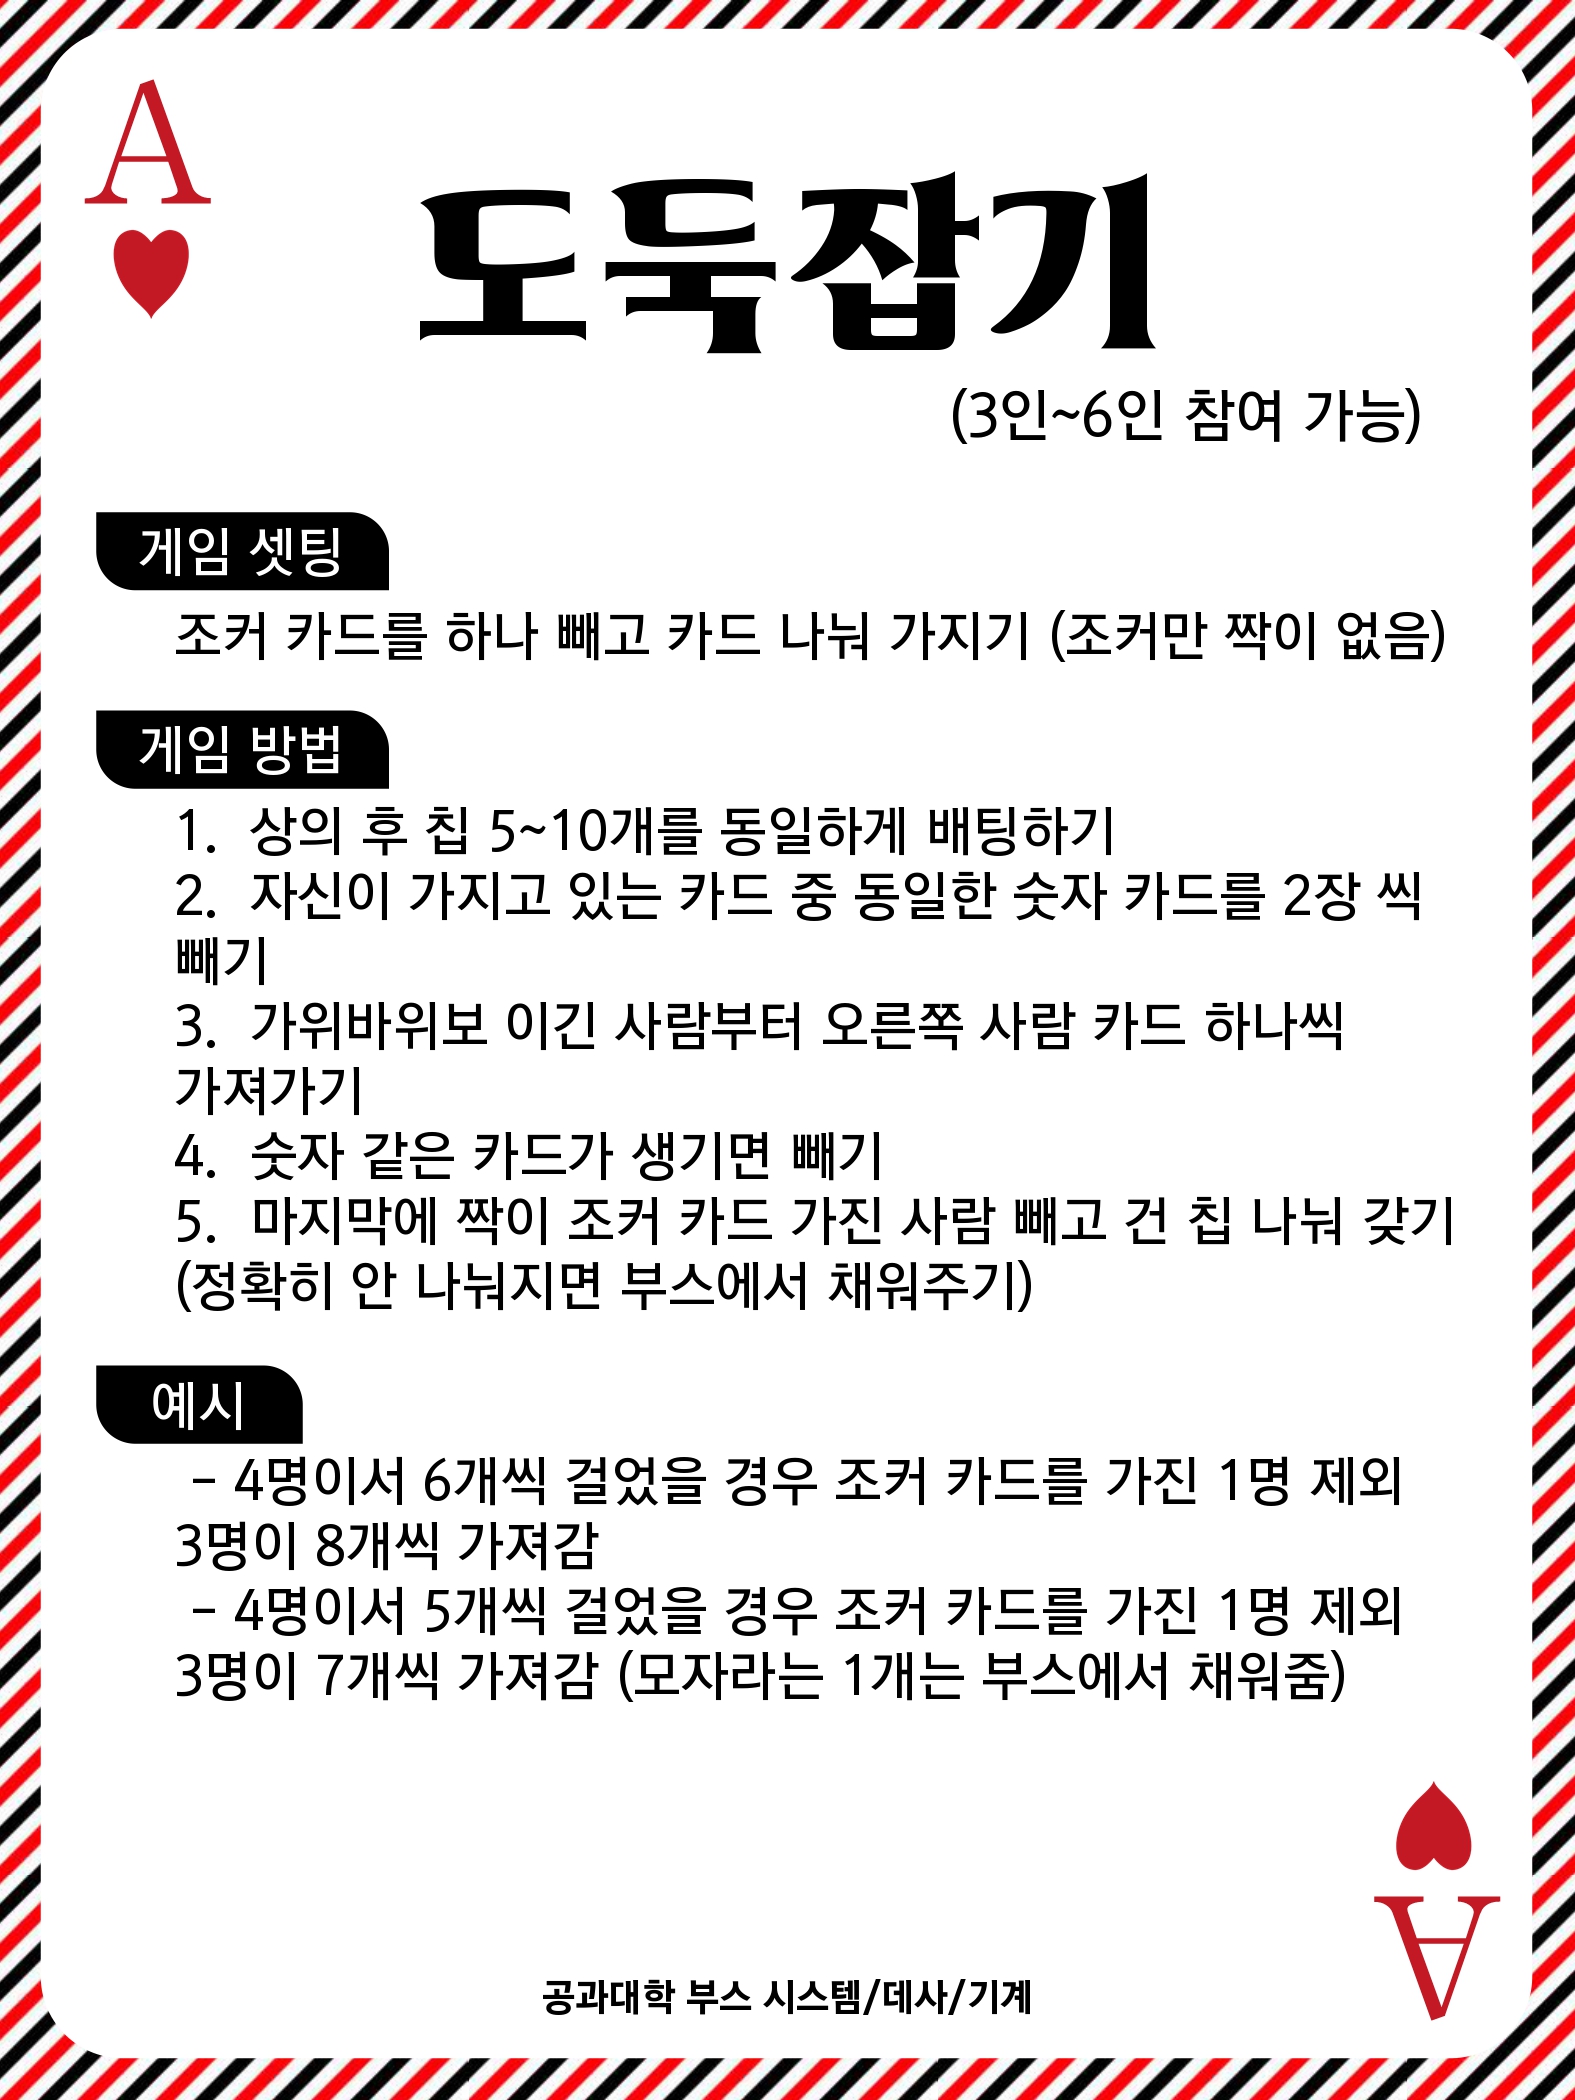 A
도둑잡기
(3인~6인 참여 가능)
게임 셋팅
조커 카드를 하나 빼고 카드 나눠 가지기 (조커만 짝이 없음)
게임 방법
1. 상의 후 칩 5~10개를 동일하게 배팅하기
2. 자신이 가지고 있는 카드 중 동일한 숫자 카드를 2장 씩
빼기
3. 가위바위보 이긴 사람부터 오른쪽 사람 카드 하나씩
가져가기
4. 숫자 같은 카드가 생기면 빼기
5. 마지막에 짝이 조커 카드 가진 사람 빼고 건 칩 나눠 갖기
(정확히 안 나눠지면 부스에서 채워주기)
예시
- 4명이서 6개씩 걸었을 경우 조커 카드를 가진 1명 제외
3명이 8개씩 가져감
- 4명이서 5개씩 걸었을 경우 조커 카드를 가진 1명 제외
3명이 7개씩 가져감 (모자라는 1개는 부스에서 채워줌)
A
공과대학 부스 시스템/데사/기계